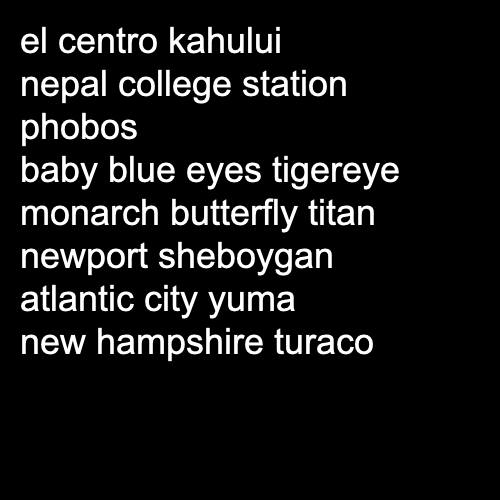 el centro kahului
nepal college station
phobos
baby blue eyes tigereye
monarch butterfly titan
newport sheboygan
atlantic city yuma
new hampshire turaco